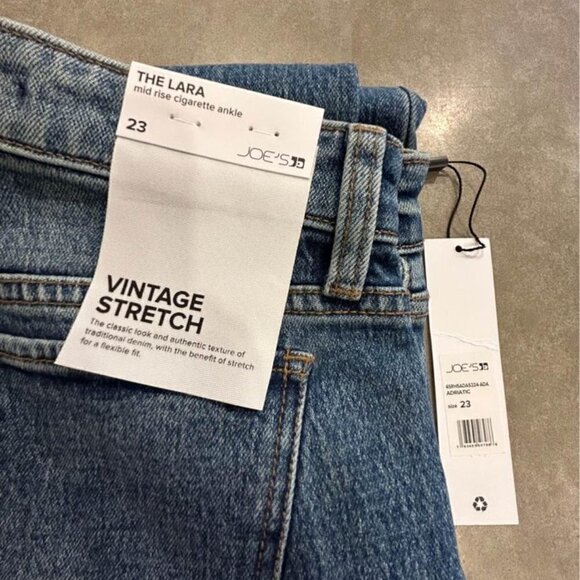 THE LARA
mid rise cigarette ankle
23
JOE'S
VINTAGE
STRETCH
The classic look and authentic texture of
traditional denim, with the benefit of stretch
for a flexible fit.
JOE'S
ADRIATIC
size 23